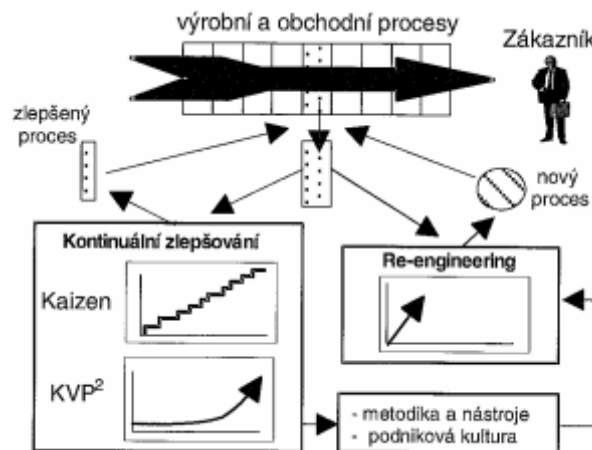 výrobní a obchodní procesy
Zákazník
zlepšený
proces
nový
proces
Kontinuální zlepšování
Kaizen
KVP²
Re-engineering
- metodika a nástroje
- podniková kultura